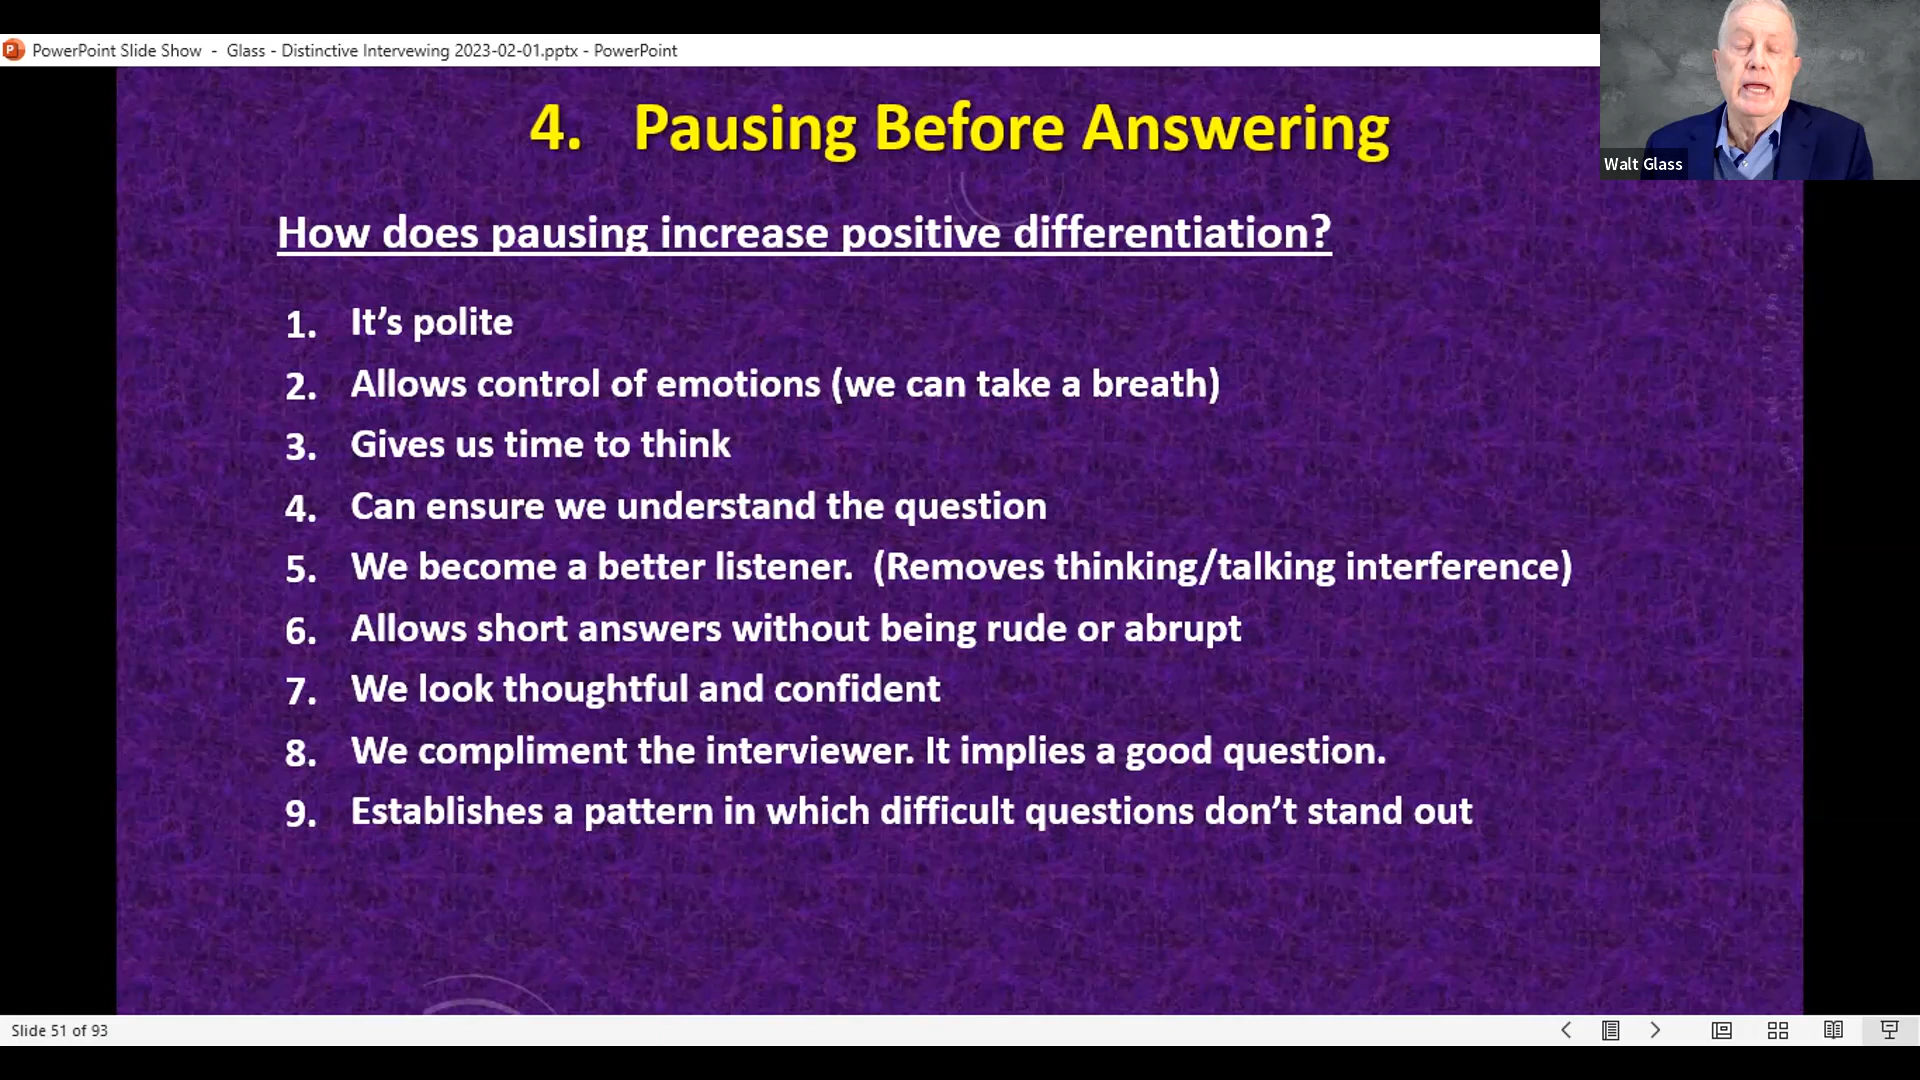 PowerPoint Slide Show - Glass - Distinctive Intervewing 2023-02-01.pptx - PowerPoint
Walt Glass
4. Pausing Before Answering
How does pausing increase positive differentiation?
1. It's polite
2. Allows control of emotions (we can take a breath)
3. Gives us time to think
4. Can ensure we understand the question
5. We become a better listener. (Removes thinking/talking interference)
6. Allows short answers without being rude or abrupt
7. We look thoughtful and confident
8. We compliment the interviewer. It implies a good question.
9. Establishes a pattern in which difficult questions don't stand out
Slide 51 of 93